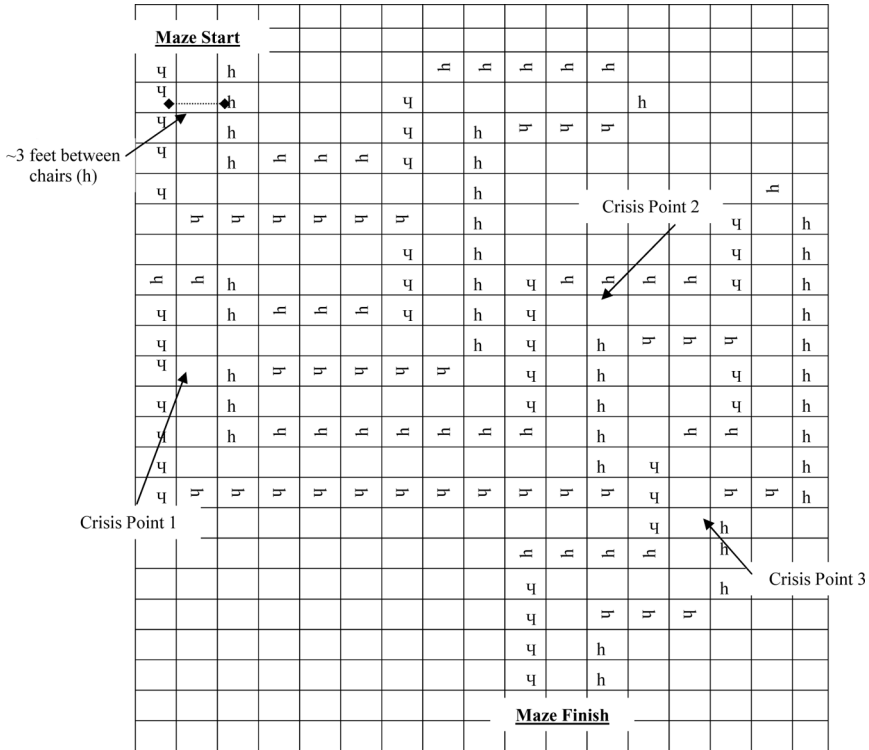 Maze Start
~3 feet between
chairs (h)
Crisis Point 2
Crisis Point 1
Crisis Point 3
Maze Finish